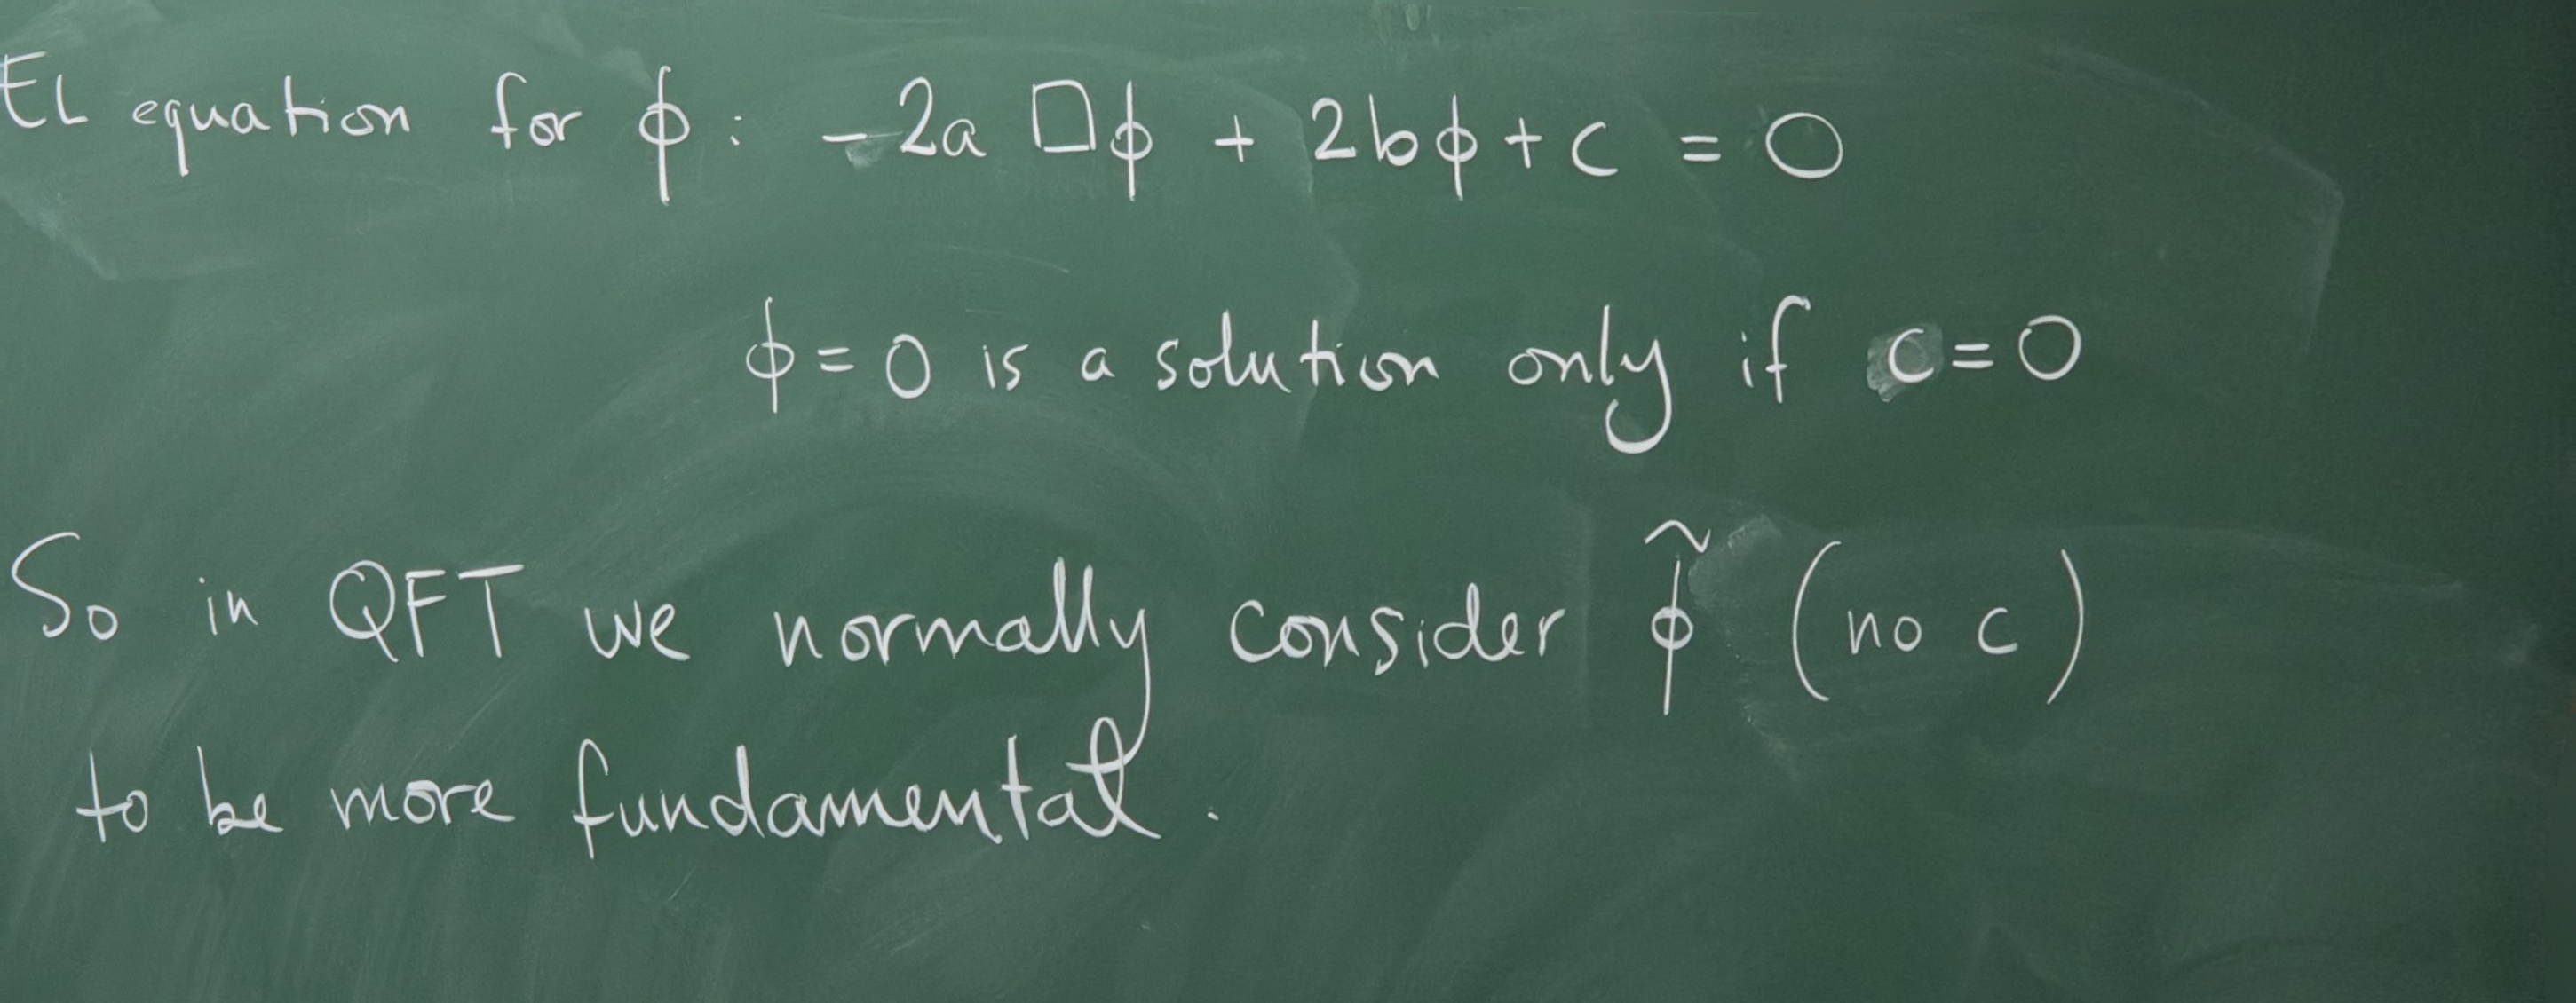 EL equation for ϕ: -2a □ϕ + 2bϕ + c = 0
ϕ = 0 is a solution only if c = 0
So in QFT we normally consider ϕ̃ (no c)
to be more fundamental.